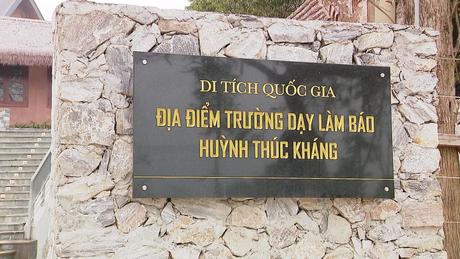 DI TÍCH QUỐC GIA
ĐỊA ĐIỂM TRƯỜNG DẠY LÀM BÁO
HUỲNH THÚC KHÁNG